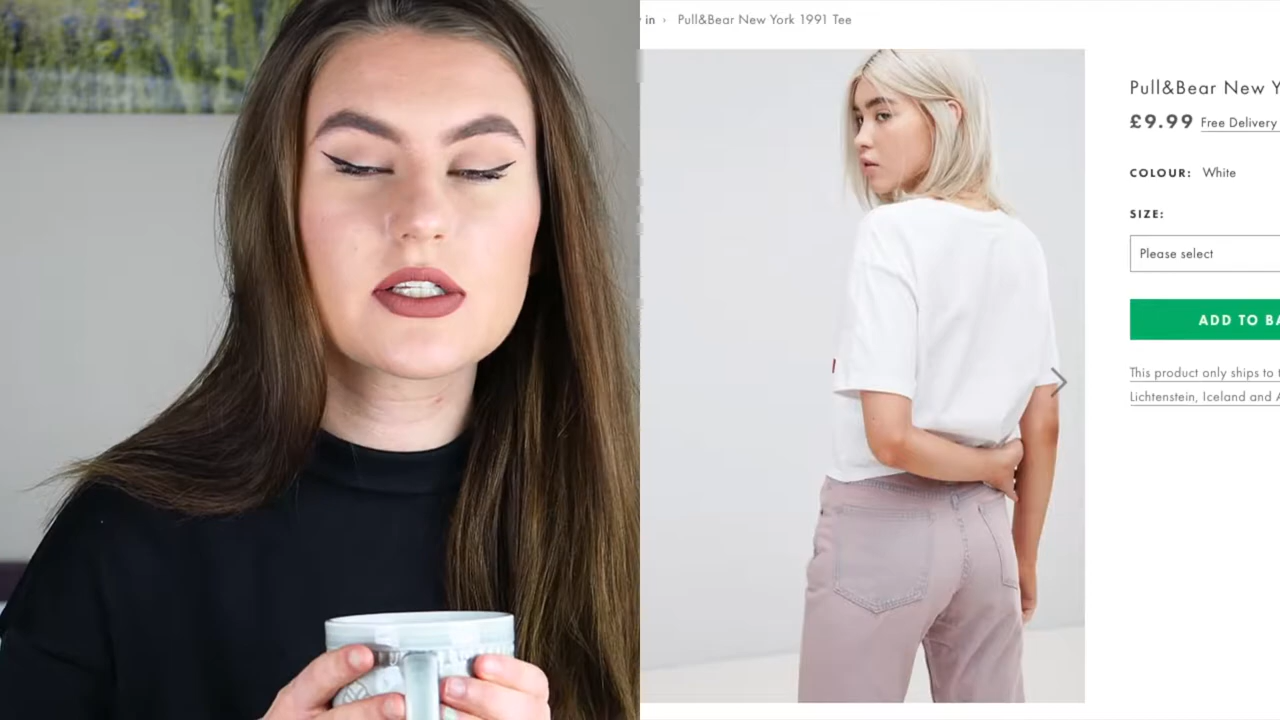 in › Pull&Bear New York 1991 Tee
Pull&Bear New Y
£9.99 Free Delivery
COLOUR: White
SIZE:
Please select
ADD TO BA
This product only ships to t
Lichtenstein, Iceland and A